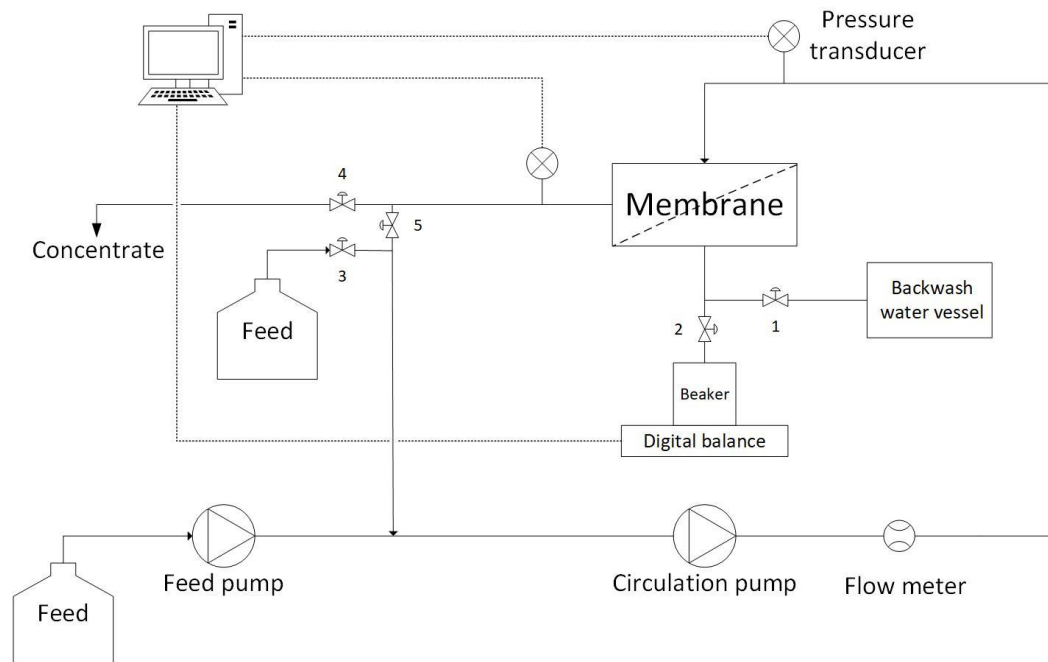 Pressure
transducer
4
Membrane
5
Concentrate
3
Backwash
water vessel
Feed
2
1
Beaker
Digital balance
Feed pump
Circulation pump
Flow meter
Feed